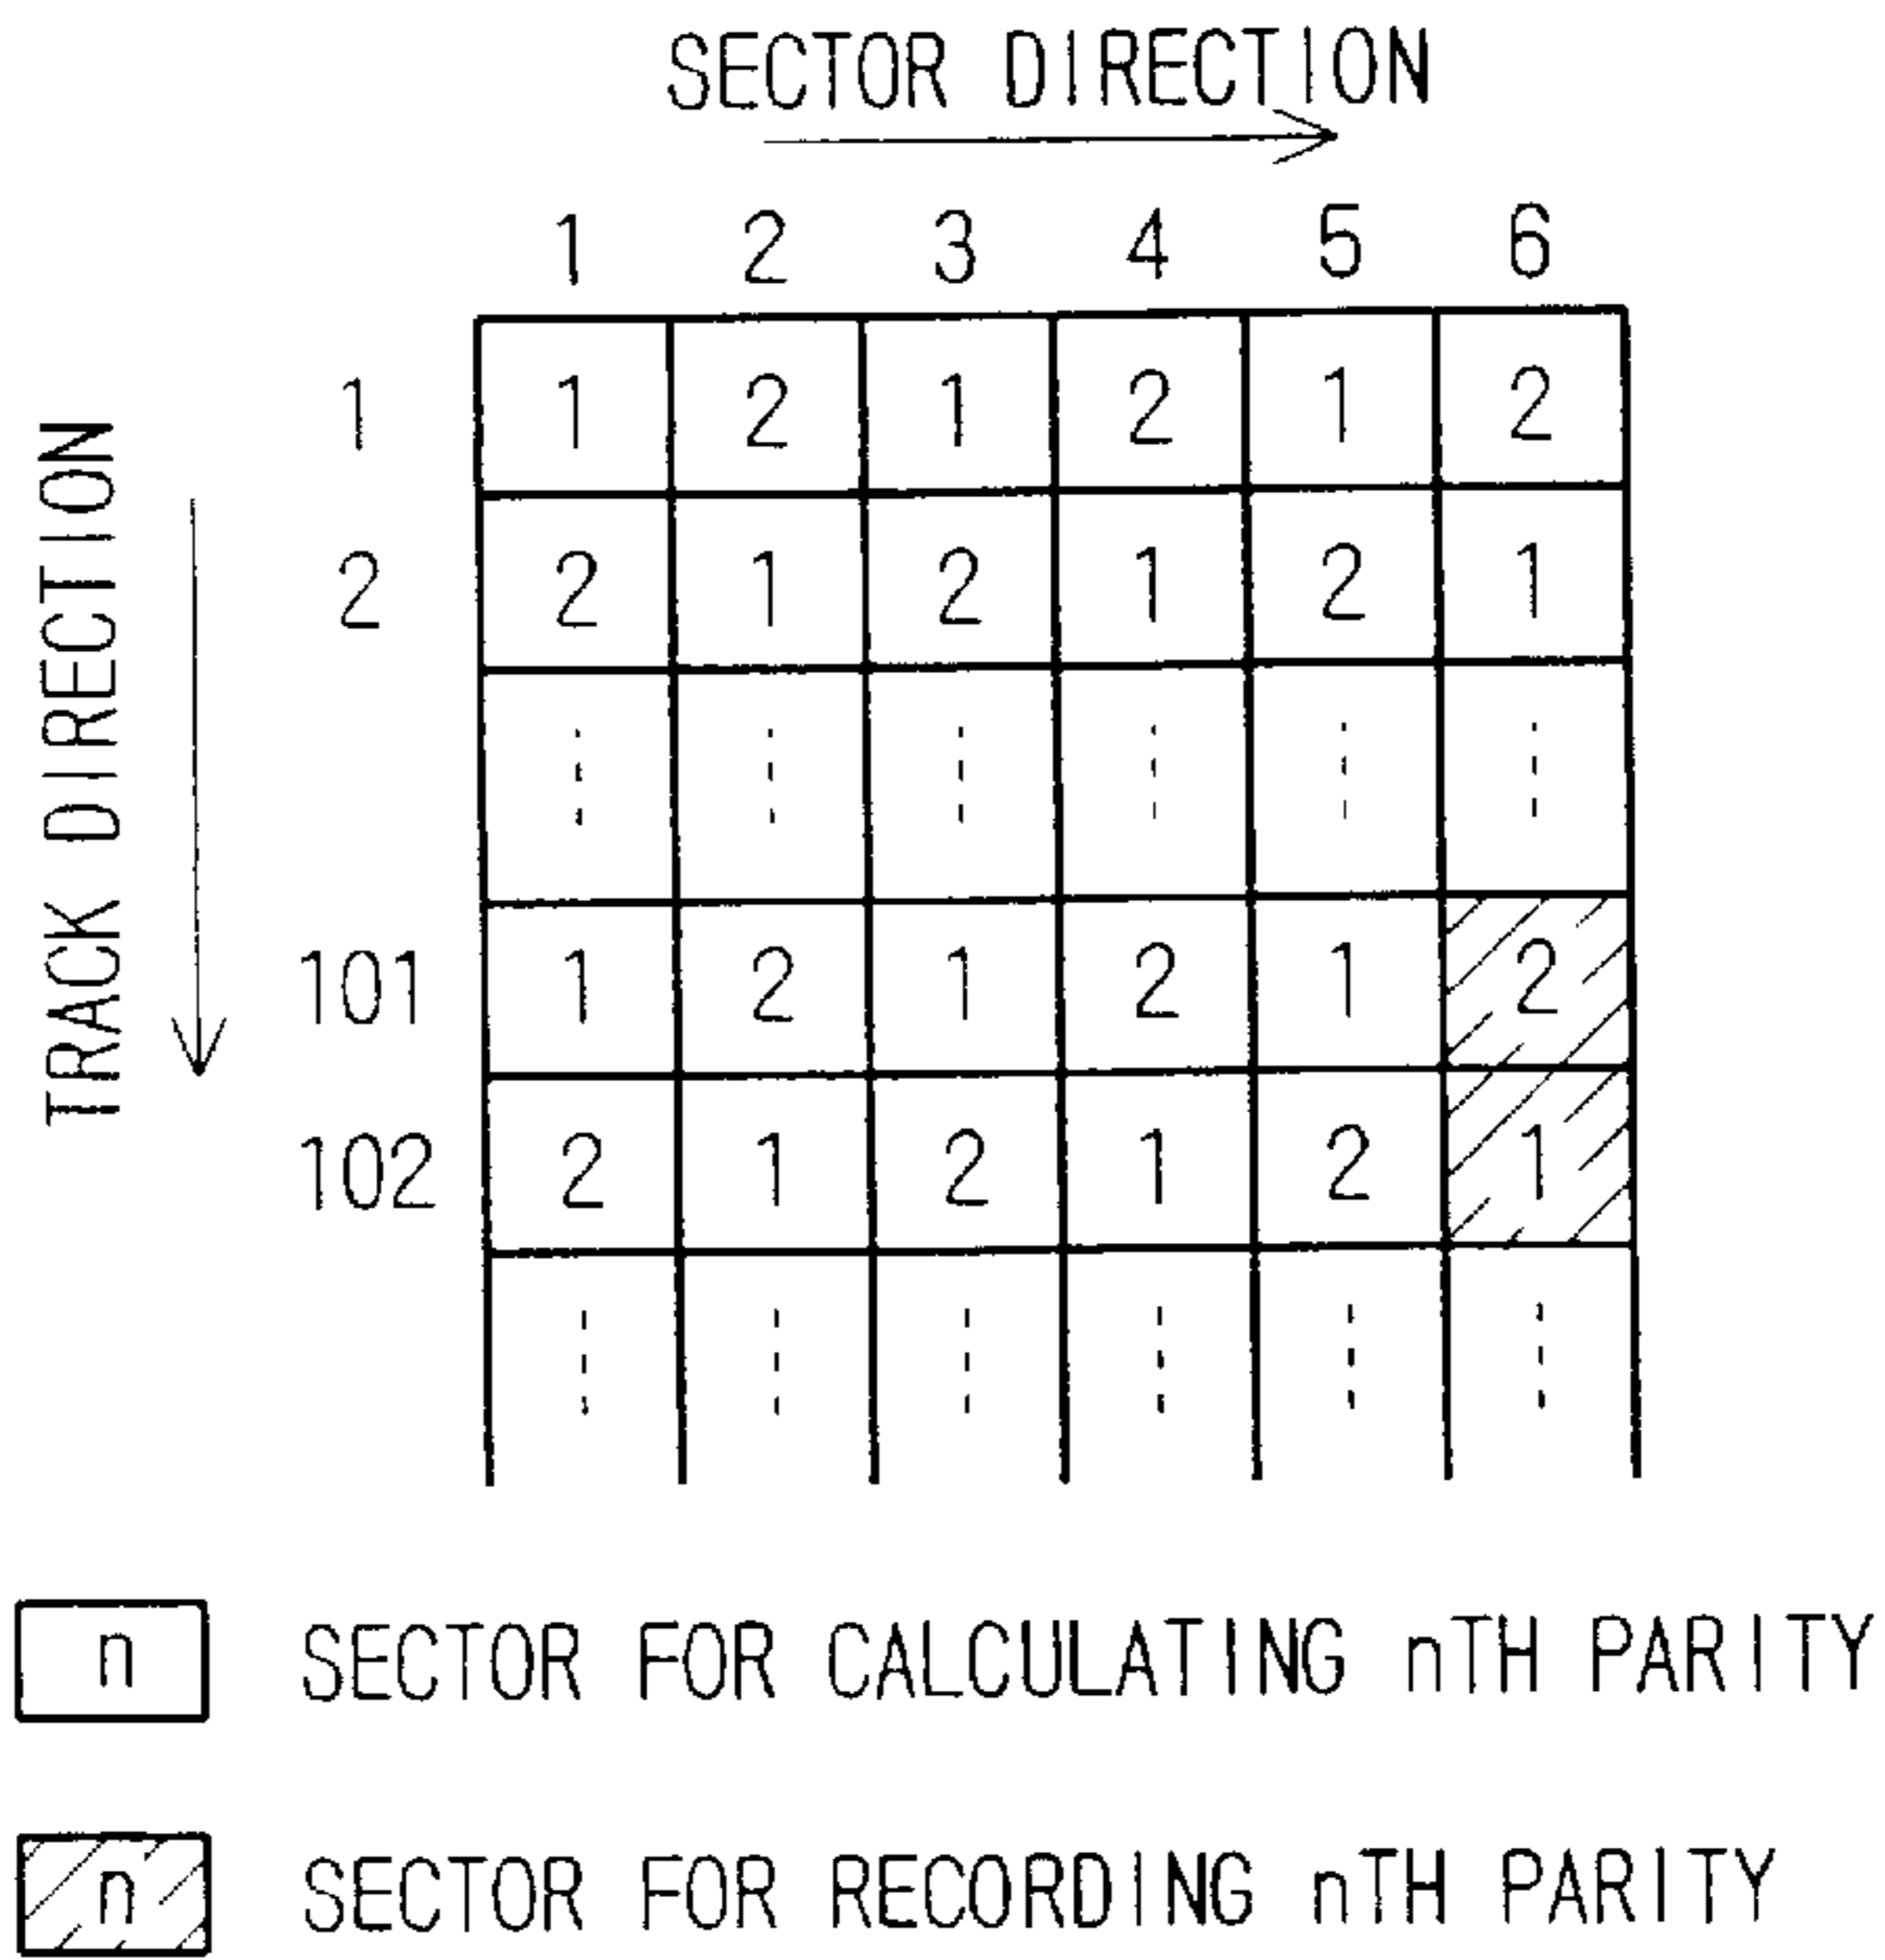 SECTOR DIRECTION
1 2 3 4 5 6
TRACK DIRECTION
1 1 2 1 2 1 2
2 2 1 2 1 2 1
101 1 2 1 2 1 2
102 2 1 2 1 2 1
n SECTOR FOR CALCULATING nTH PARITY
n SECTOR FOR RECORDING nTH PARITY